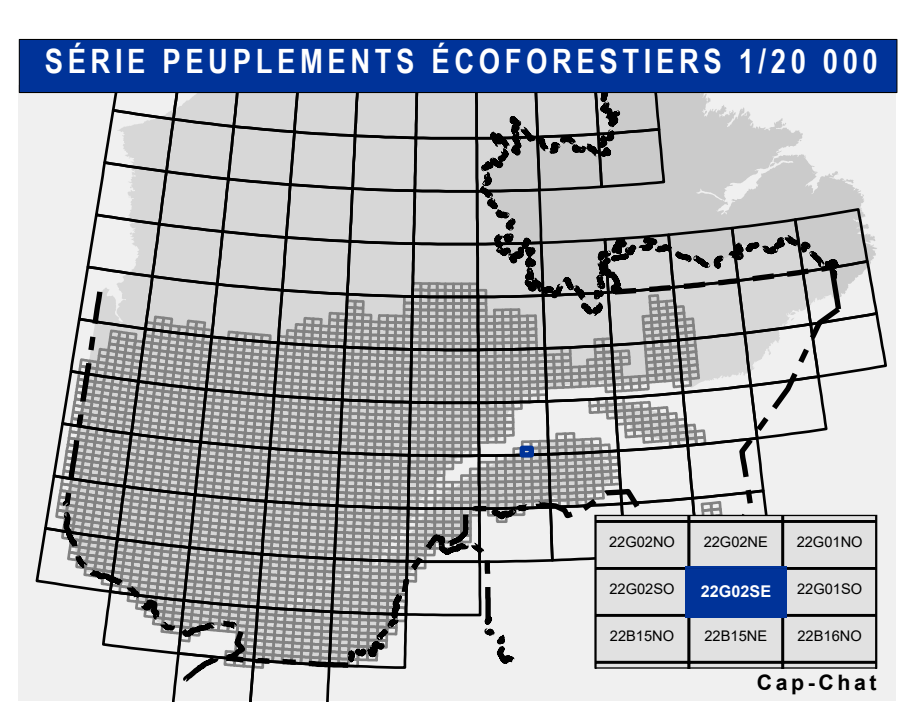 SÉRIE PEUPLEMENTS ÉCOFORESTIERS 1/20 000
22G02NO 22G02NE 22G01NO
22G02SO 22G02SE 22G01SO
22B15NO 22B15NE 22B16NO
Cap-Chat